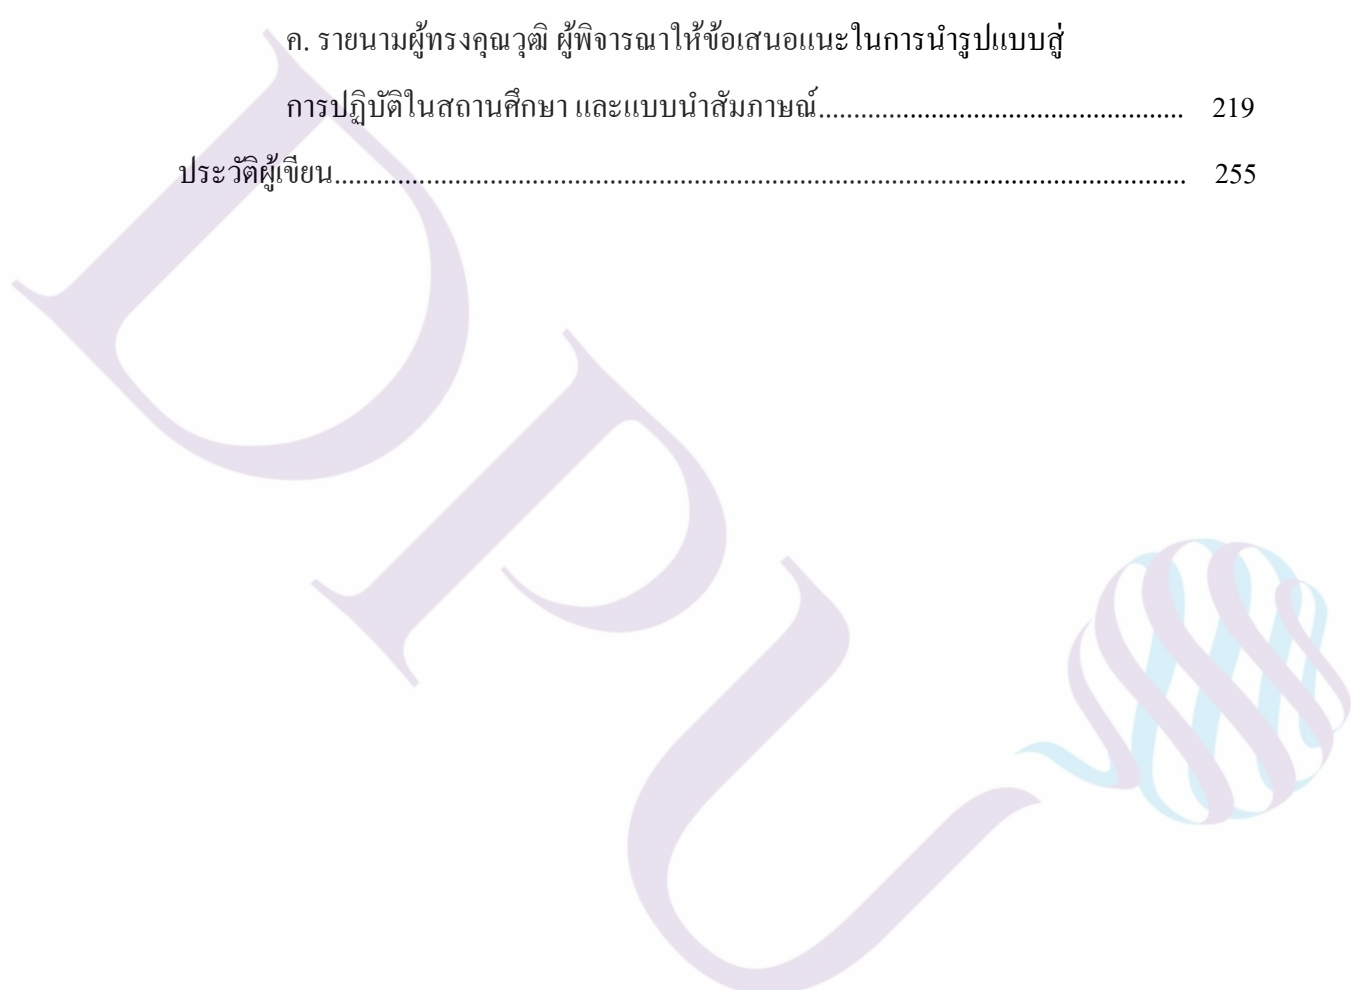 ค. รายนามผู้ทรงคุณวุฒิ ผู้พิจารณาให้ข้อเสนอแนะในการนำรูปแบบสู่
การปฏิบัติในสถานศึกษา และแบบนำสัมภาษณ์.................................................... 219
ประวัติผู้เขียน......................................................................................................................... 255
DPU